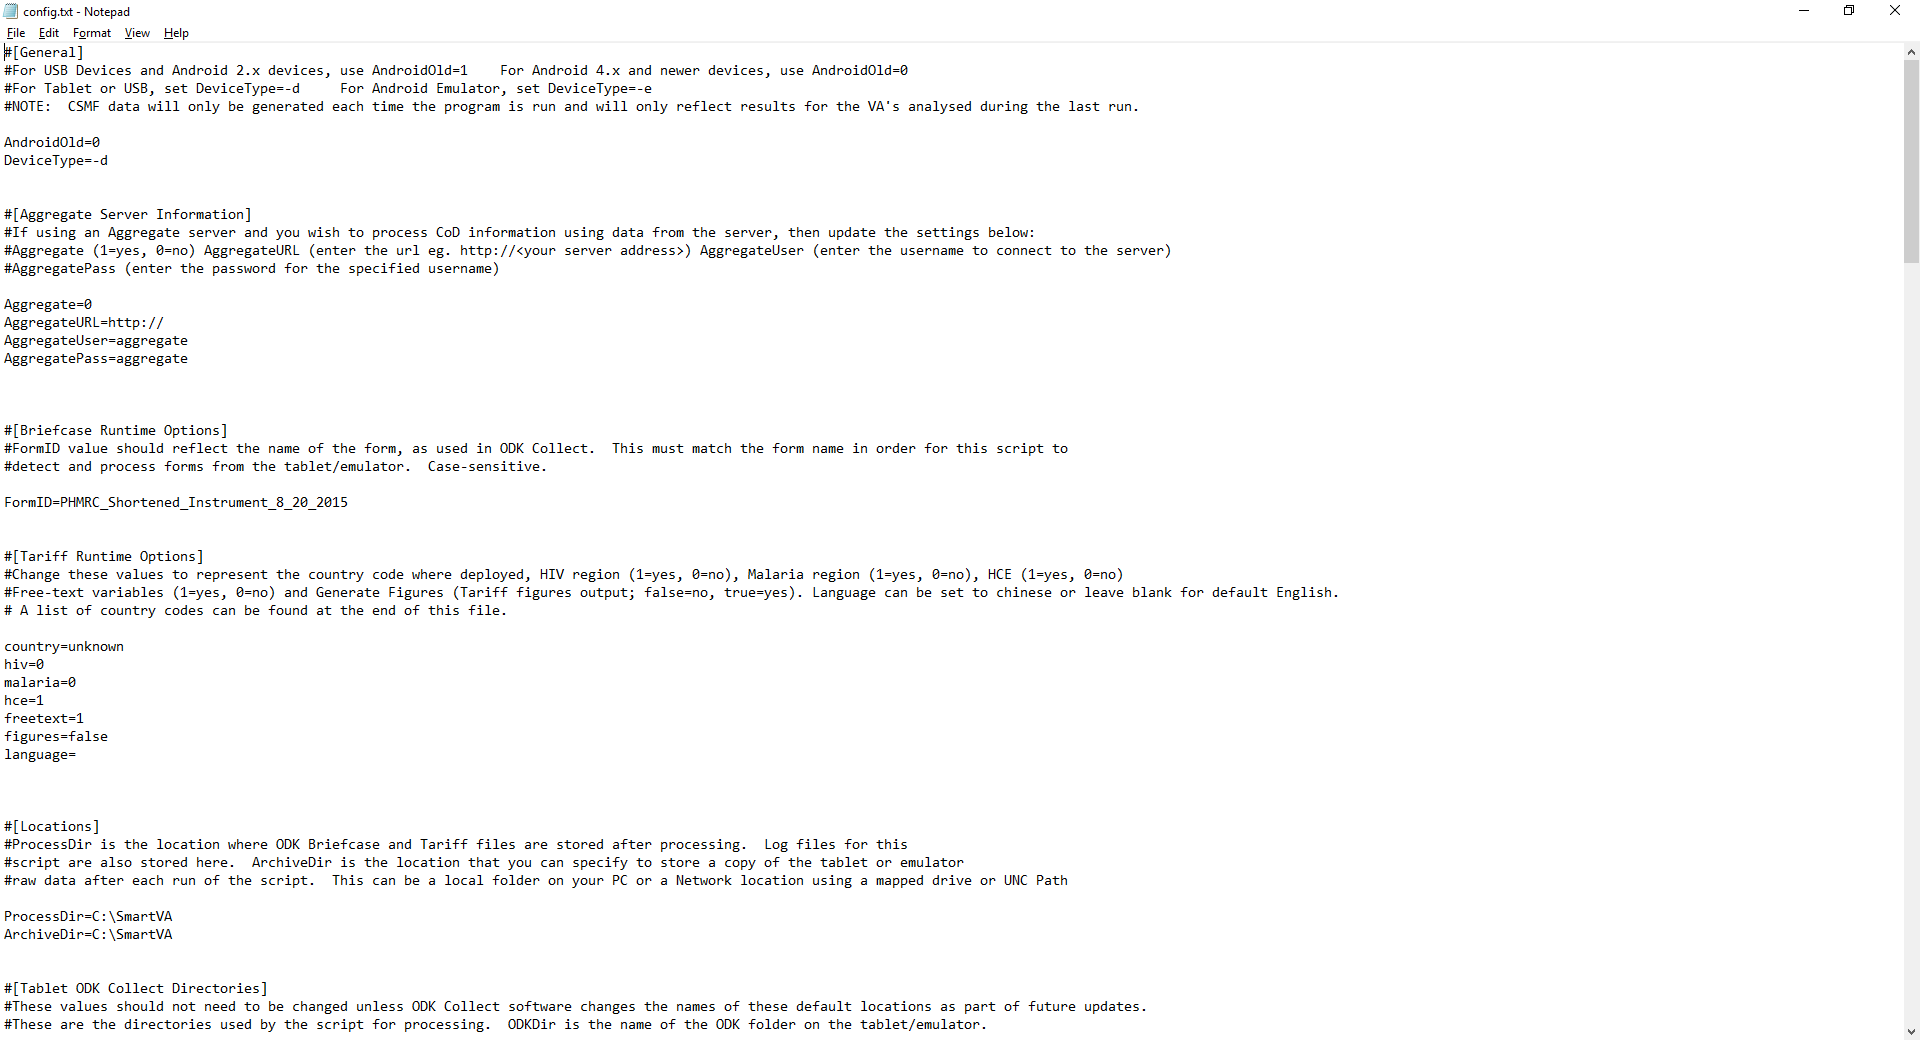 config.txt - Notepad
File Edit Format View Help
#[General]
#For USB Devices and Android 2.x devices, use AndroidOld=1    For Android 4.x and newer devices, use AndroidOld=0
#For Tablet or USB, set DeviceType=-d     For Android Emulator, set DeviceType=-e
#NOTE:  CSMF data will only be generated each time the program is run and will only reflect results for the VA's analysed during the last run.
AndroidOld=0
DeviceType=-d
#[Aggregate Server Information]
#If using an Aggregate server and you wish to process CoD information using data from the server, then update the settings below:
#Aggregate (1=yes, 0=no) AggregateURL (enter the url eg. http://<your server address>) AggregateUser (enter the username to connect to the server)
#AggregatePass (enter the password for the specified username)
Aggregate=0
AggregateURL=http://
AggregateUser=aggregate
AggregatePass=aggregate
#[Briefcase Runtime Options]
#FormID value should reflect the name of the form, as used in ODK Collect.  This must match the form name in order for this script to
#detect and process forms from the tablet/emulator.  Case-sensitive.
FormID=PHMRC_Shortened_Instrument_8_20_2015
#[Tariff Runtime Options]
#Change these values to represent the country code where deployed, HIV region (1=yes, 0=no), Malaria region (1=yes, 0=no), HCE (1=yes, 0=no)
#Free-text variables (1=yes, 0=no) and Generate Figures (Tariff figures output; false=no, true=yes). Language can be set to chinese or leave blank for default English.
# A list of country codes can be found at the end of this file.
country=unknown
hiv=0
malaria=0
hce=1
freetext=1
figures=false
language=
#[Locations]
#ProcessDir is the location where ODK Briefcase and Tariff files are stored after processing.  Log files for this
#script are also stored here.  ArchiveDir is the location that you can specify to store a copy of the tablet or emulator
#raw data after each run of the script.  This can be a local folder on your PC or a Network location using a mapped drive or UNC Path
ProcessDir=C:\SmartVA
ArchiveDir=C:\SmartVA
#[Tablet ODK Collect Directories]
#These values should not need to be changed unless ODK Collect software changes the names of these default locations as part of future updates.
#These are the directories used by the script for processing.  ODKDir is the name of the ODK folder on the tablet/emulator.